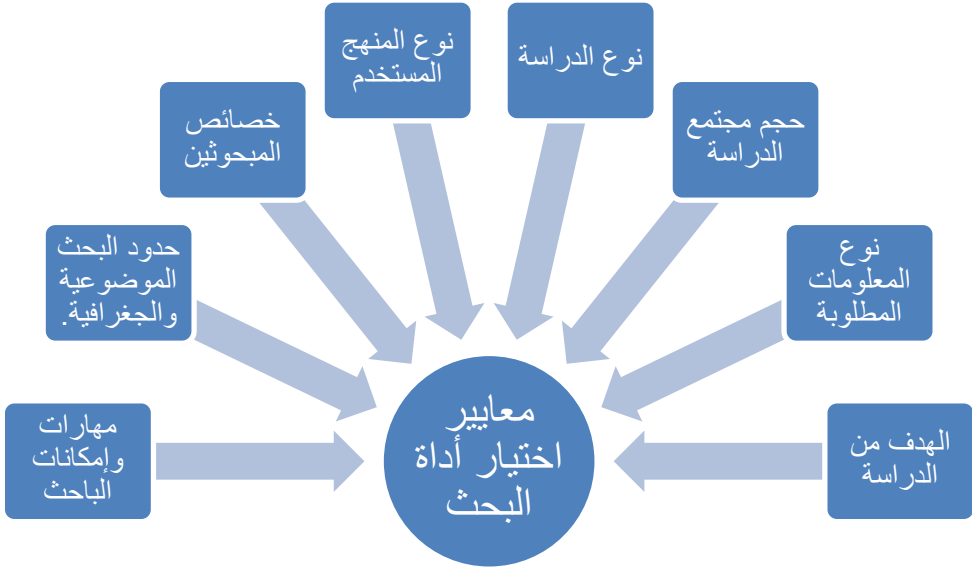 الهدف من
الدراسة
نوع
المعلومات
المطلوبة
حجم مجتمع
الدراسة
نوع الدراسة
نوع المنهج
المستخدم
خصائص
المبحوثين
حدود البحث
الموضوعية
والجغرافية.
مهارات
وإمكانات
الباحث
معايير
اختيار أداة
البحث